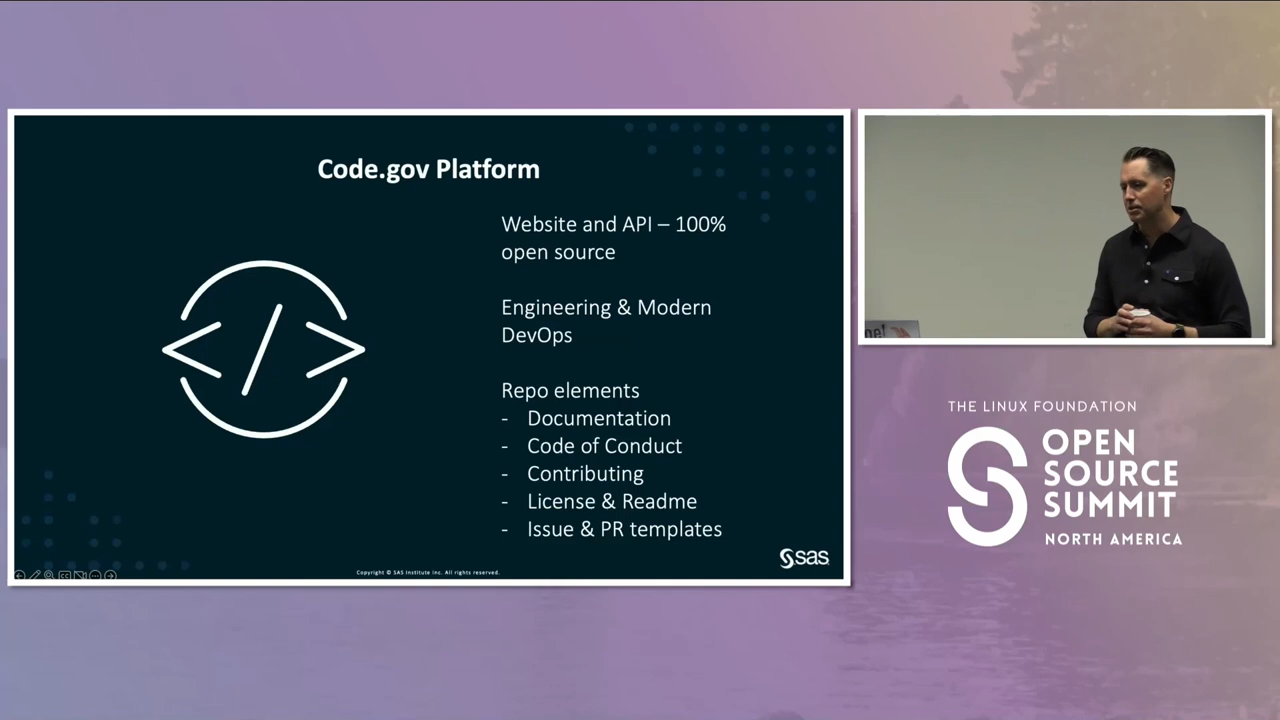 Code.gov Platform
Website and API – 100%
open source
Engineering & Modern
DevOps
Repo elements
- Documentation
- Code of Conduct
- Contributing
- License & Readme
- Issue & PR templates
Copyright © SAS Institute Inc. All rights reserved.
sas
THE LINUX FOUNDATION
OPEN
SOURCE
SUMMIT
NORTH AMERICA